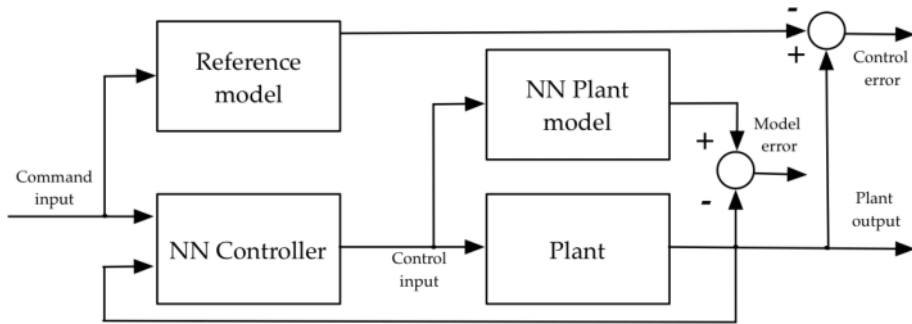 -
+
Reference
model
Control
error
NN Plant
model
+
Model
error
Command
input
-
NN Controller
Control
input
Plant
Plant
output